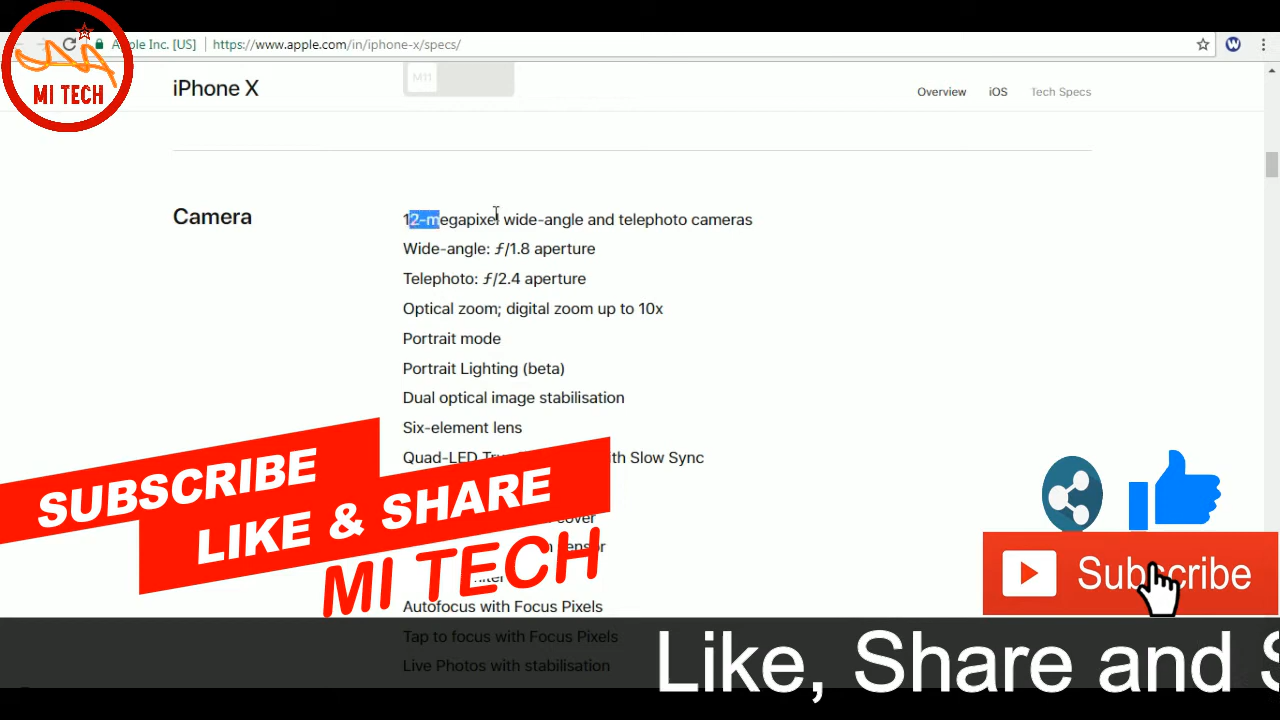 Apple Inc. [US] https://www.apple.com/in/iphone-x/specs/
MI TECH
iPhone X
M11
Overview iOS Tech Specs
Camera
12-megapixel wide-angle and telephoto cameras
Wide-angle: ƒ/1.8 aperture
Telephoto: ƒ/2.4 aperture
Optical zoom; digital zoom up to 10x
Portrait mode
Portrait Lighting (beta)
Dual optical image stabilisation
Six-element lens
Quad-LED with Slow Sync
SUBSCRIBE
LIKE & SHARE
MI TECH
Autofocus with Focus Pixels
Tap to focus with Focus Pixels
Live Photos with stabilisation
Subscribe
Like, Share and S